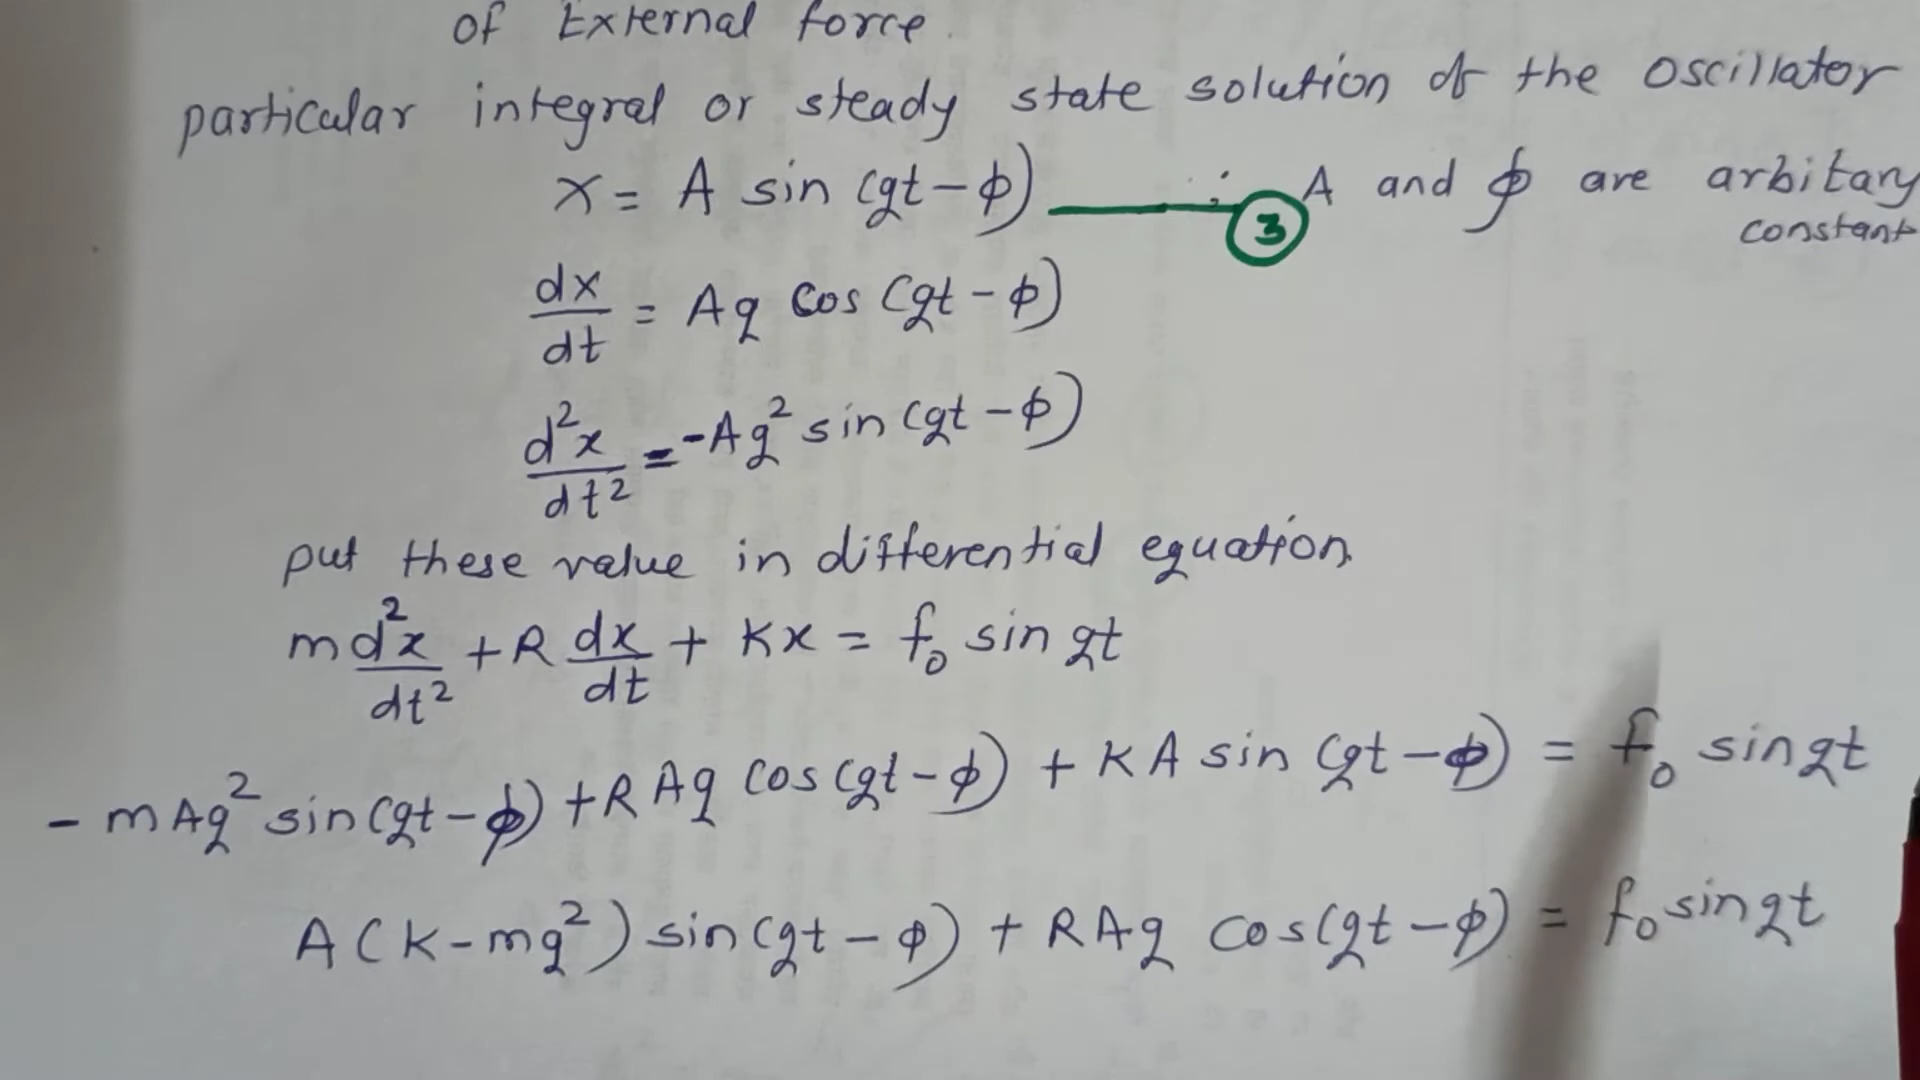 of External force.
particular integral or steady state solution of the oscillator
x = A sin (qt - ϕ) ——— ③ ∵ A and ϕ are arbitary constant
dx/dt = Aq cos (qt - ϕ)
d²x/dt² = -Aq² sin (qt - ϕ)
put these value in differential equation
m d²x/dt² + R dx/dt + Kx = f₀ sin qt
- mAq² sin (qt - ϕ) + RAq cos (qt - ϕ) + KA sin (qt - ϕ) = f₀ sin qt
A (K - mq²) sin (qt - ϕ) + RAq cos (qt - ϕ) = f₀ sin qt